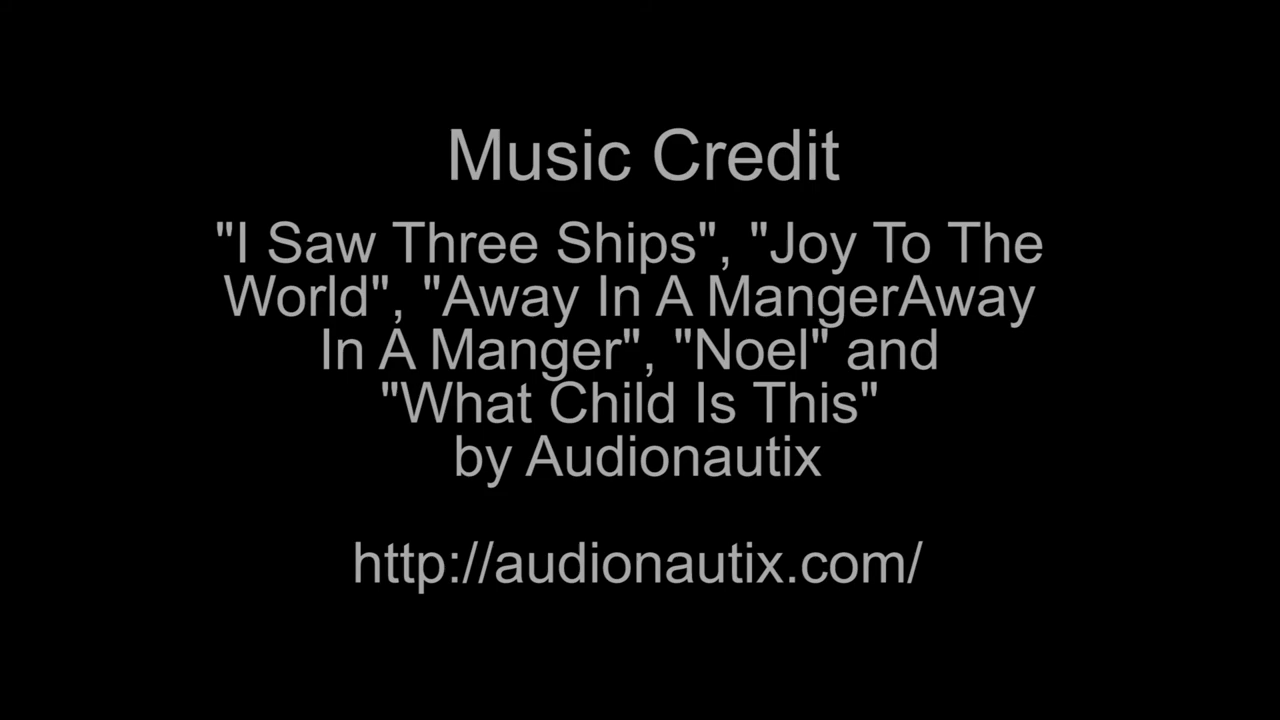 Music Credit
"I Saw Three Ships", "Joy To The
World", "Away In A MangerAway
In A Manger", "Noel" and
"What Child Is This"
by Audionautix
http://audionautix.com/